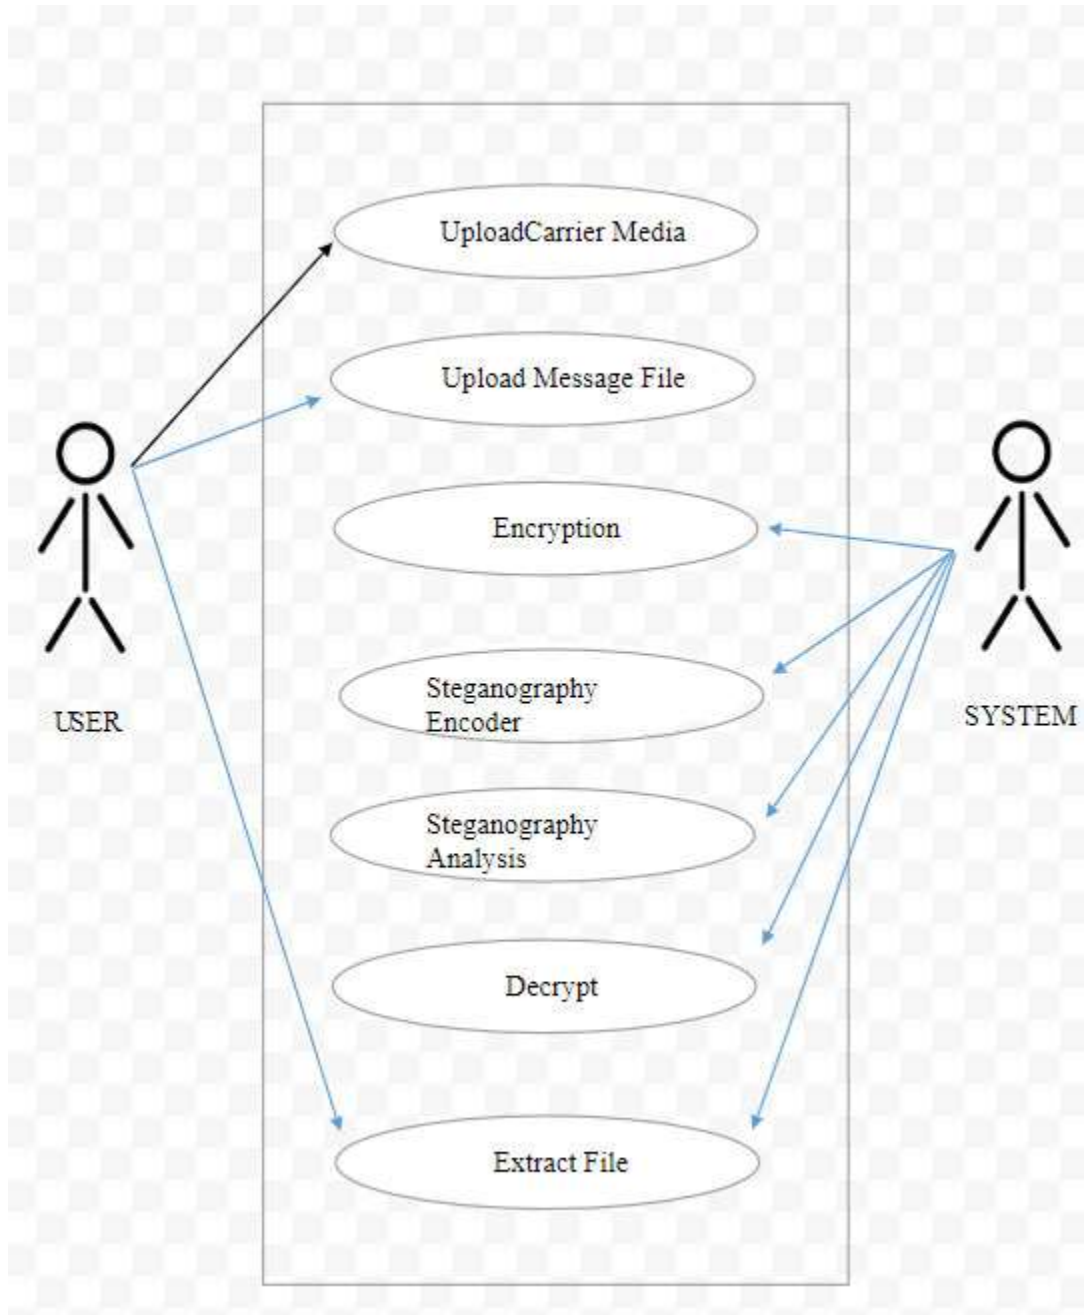 UploadCarrier Media
Upload Message File
Encryption
Steganography
Encoder
USER
SYSTEM
Steganography
Analysis
Decrypt
Extract File